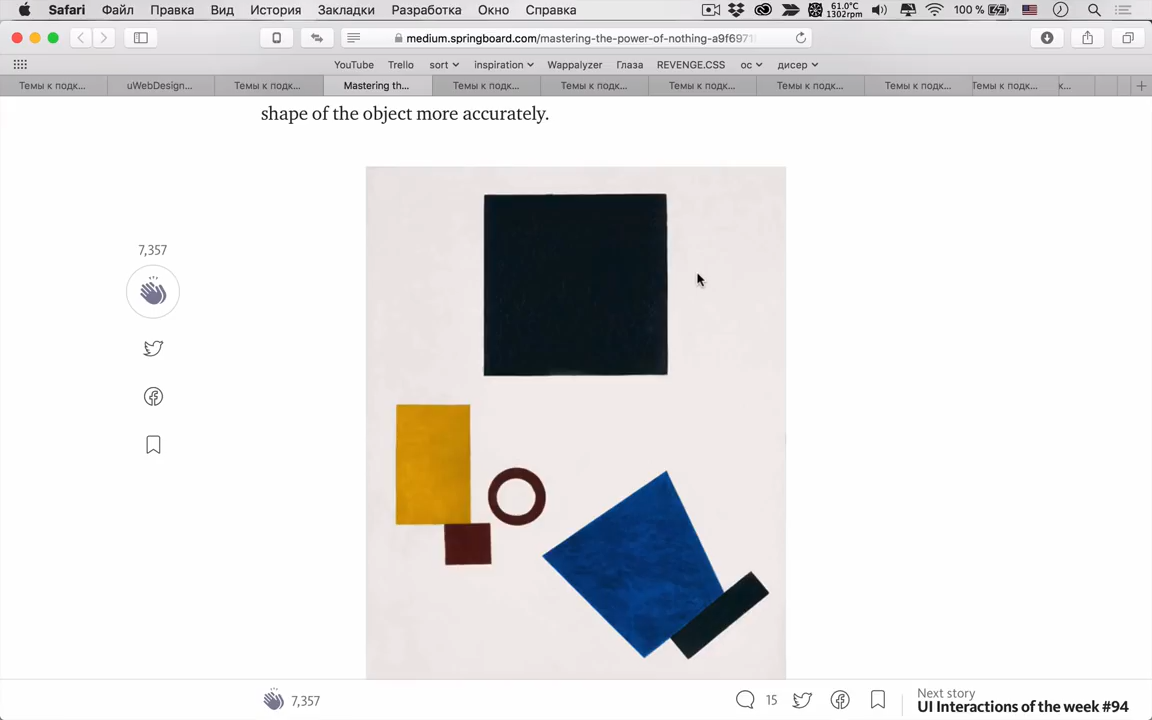 Safari Файл Правка Вид История Закладки Разработка Окно Справка 61.0°C 1302rpm 100 %
medium.springboard.com/mastering-the-power-of-nothing-a9f6971
YouTube Trello sort inspiration Wappalyzer Глаза REVENGE.CSS ос дисер
Темы к подк... uWebDesign... Темы к подк... Mastering th... Темы к подк... Темы к подк... Темы к подк... Темы к подк... Темы к подк... Темы к подк... к...
shape of the object more accurately.
7,357
7,357 15 Next story
UI Interactions of the week #94